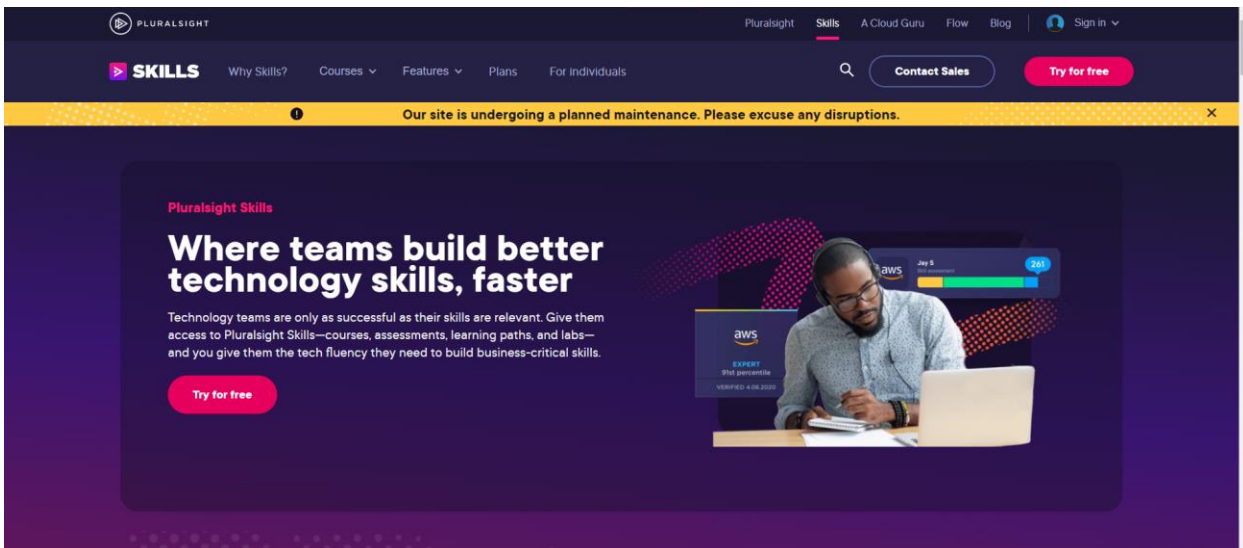 PLURALSIGHT
Pluralsight Skills A Cloud Guru Flow Blog Sign in
SKILLS Why Skills? Courses Features Plans For individuals Contact Sales Try for free
Our site is undergoing a planned maintenance. Please excuse any disruptions.
Pluralsight Skills
Where teams build better
technology skills, faster
Technology teams are only as successful as their skills are relevant. Give them
access to Pluralsight Skills—courses, assessments, learning paths, and labs—
and you give them the tech fluency they need to build business-critical skills.
Try for free
aws
Jay S
261
aws
EXPERT
91st percentile
VERIFIED 4.06.2020